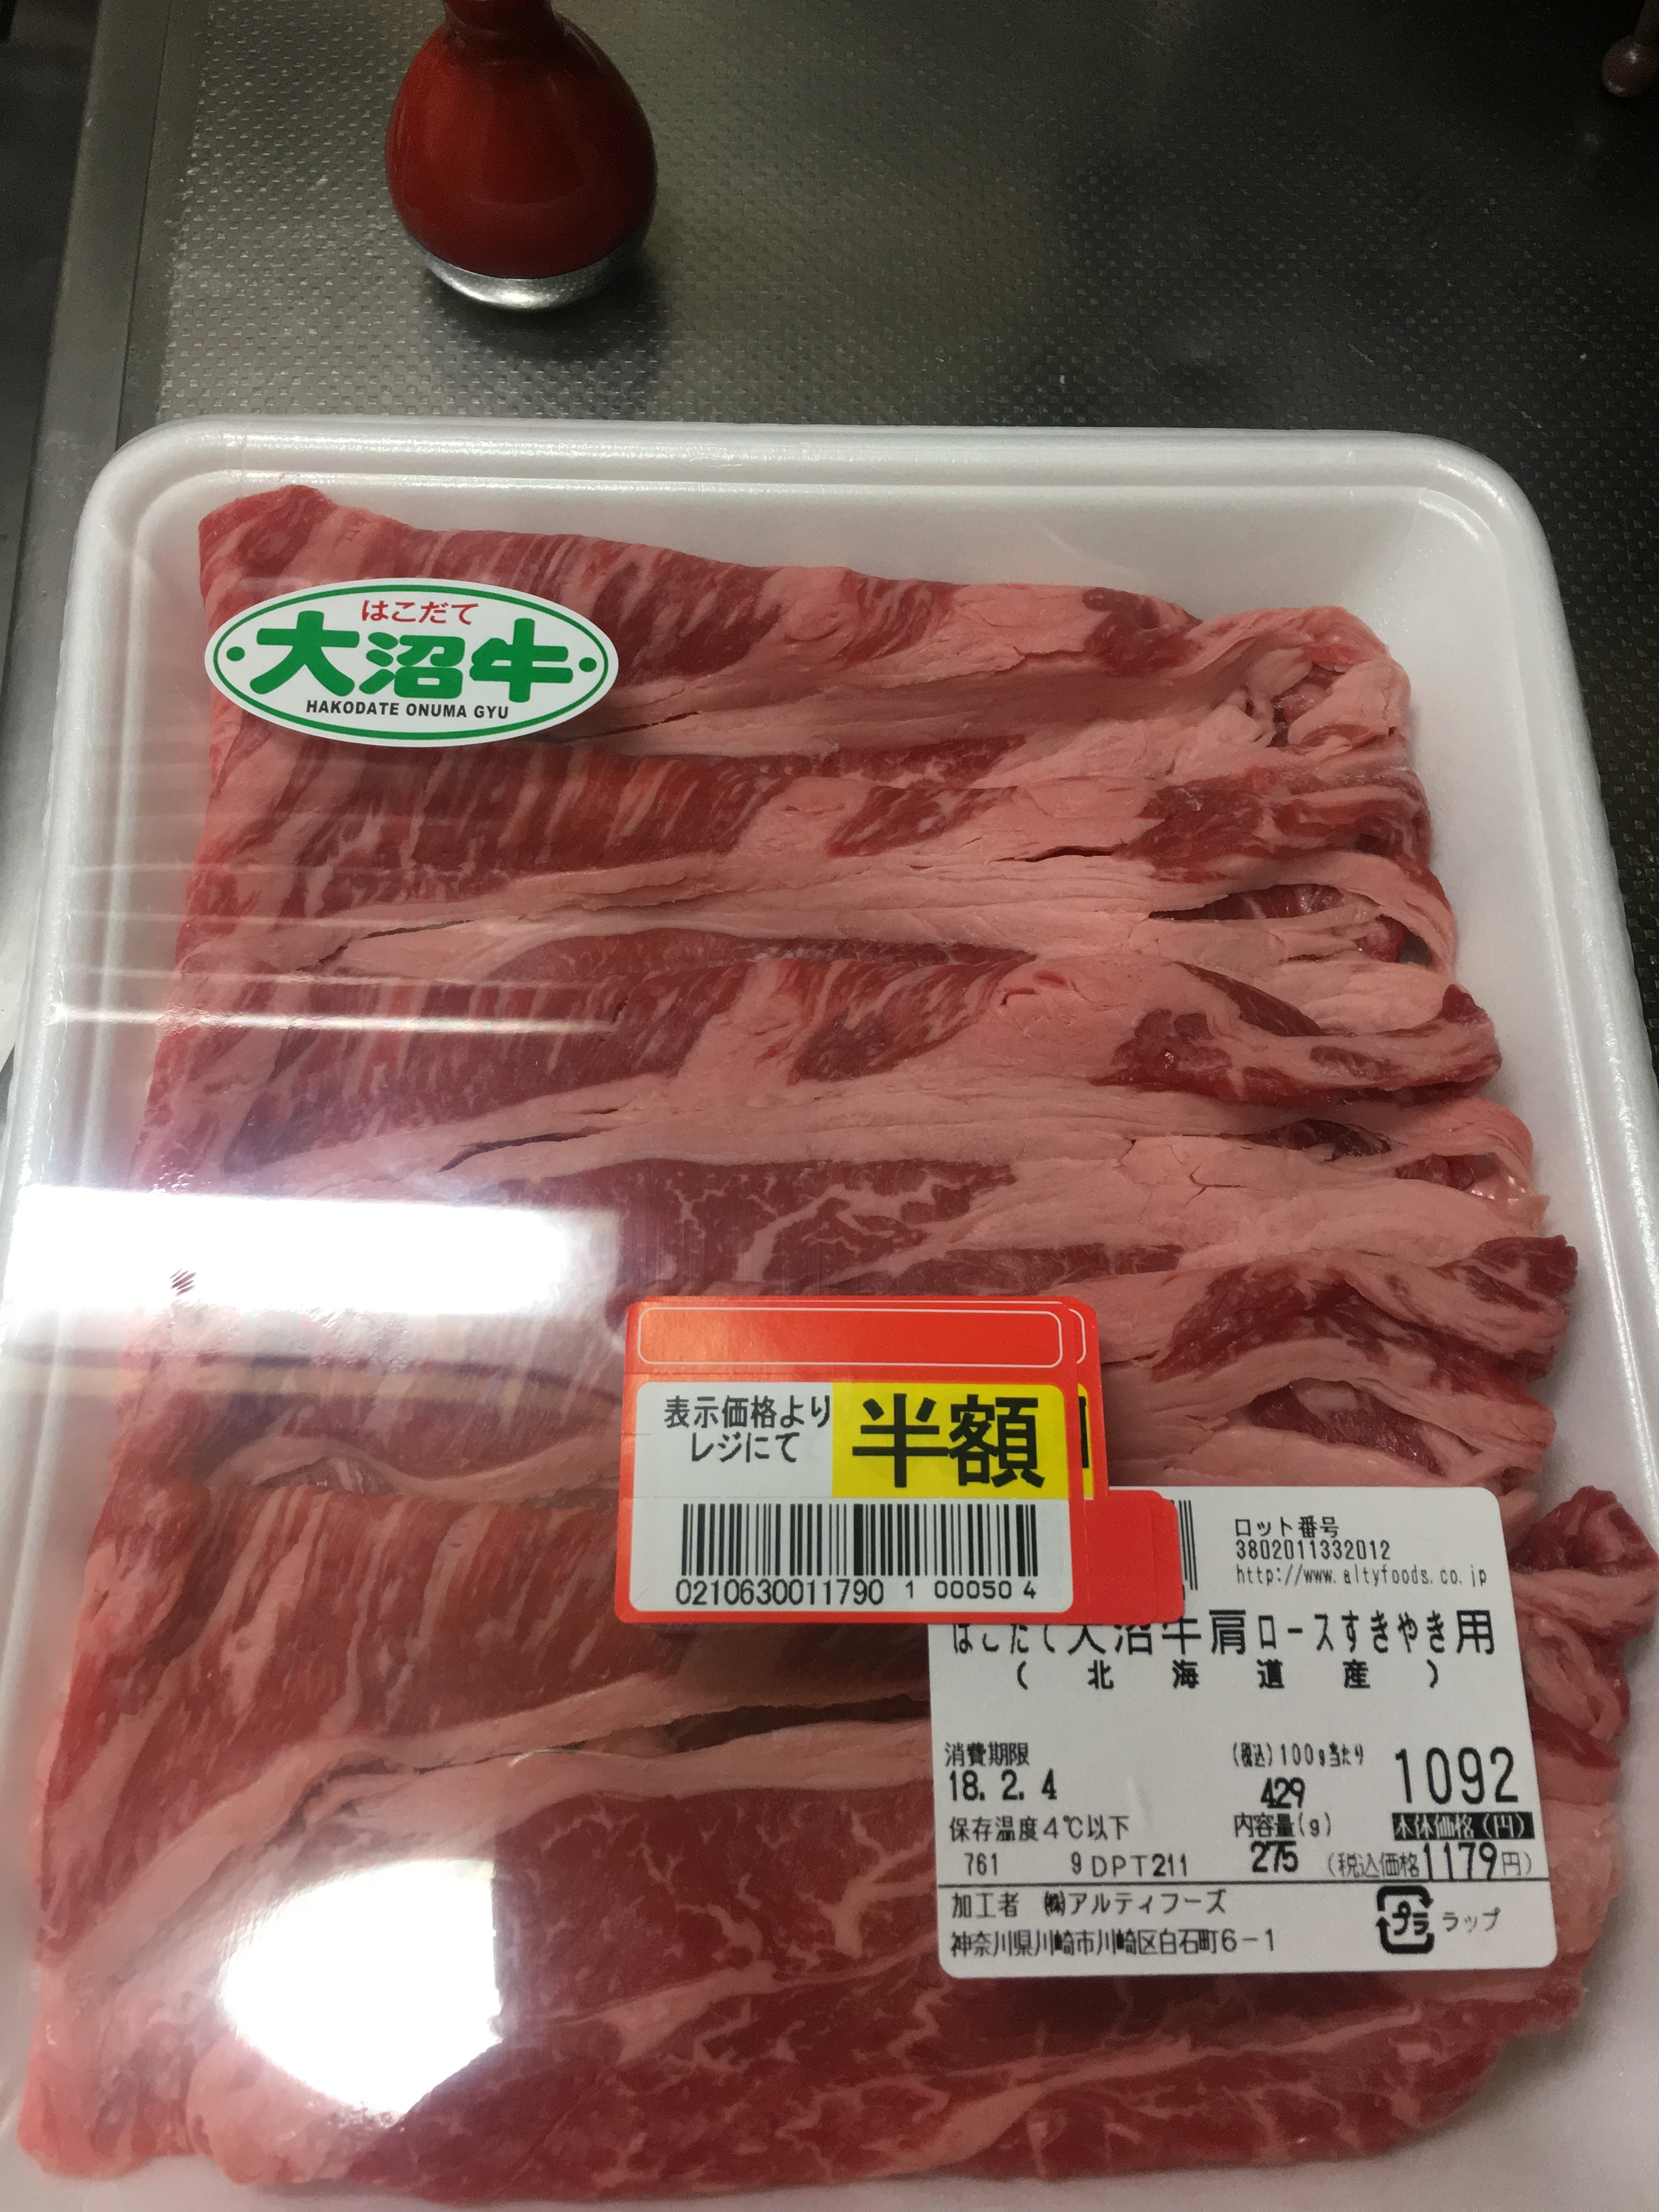 はこだて
大沼牛
HAKODATE ONUMA GYU
表示価格より
レジにて
半額
0210630011790 1 00050 4
ロット番号
3802011332012
http://www.altyfoods.co.jp
はこだて大沼牛肩ロースすきやき用
(北海道産)
消費期限
18.2.4
(税込)100g当たり
429
1092
保存温度4℃以下
内容量(g)
本体価格(円)
761 9DPT211
275
(税込価格1179円)
加工者 ㈱アルティフーズ
神奈川県川崎市川崎区白石町6-1
プラ
ラップ